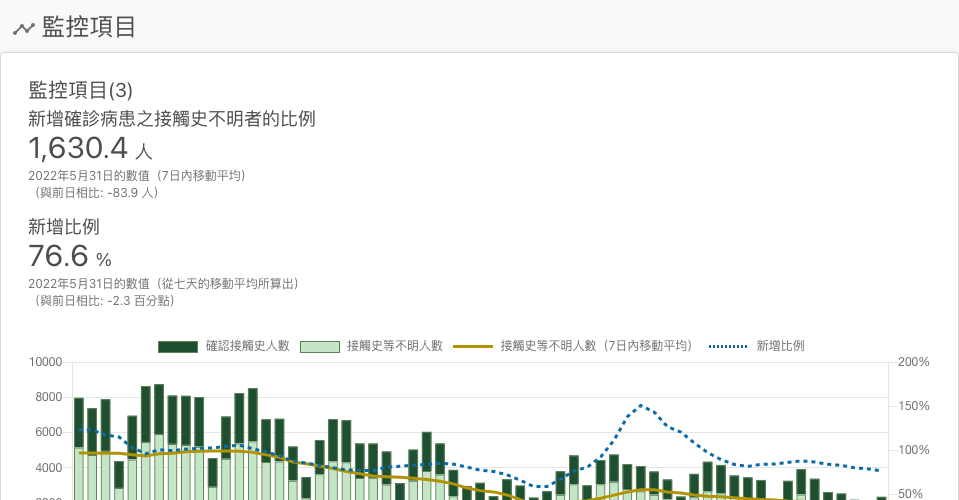 監控項目
監控項目(3)
新增確診病患之接觸史不明者的比例
1,630.4 人
2022年5月31日的數值（7日內移動平均）
（與前日相比: -83.9 人）
新增比例
76.6 %
2022年5月31日的數值（從七天的移動平均所算出）
（與前日相比: -2.3 百分點）
確認接觸史人數 接觸史等不明人數 接觸史等不明人數（7日內移動平均） 新增比例
10000 200%
8000
150%
6000
100%
4000
50%